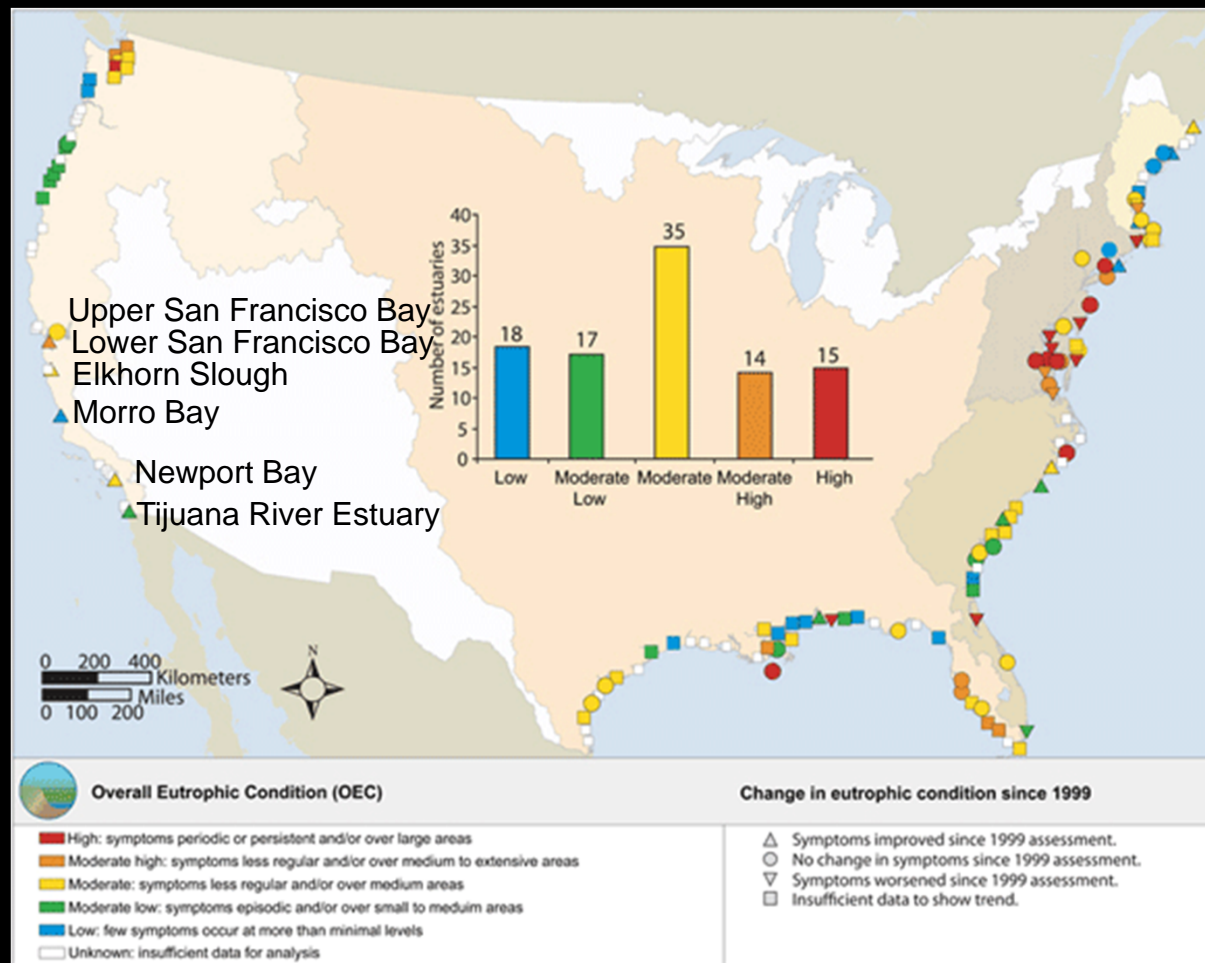 Upper San Francisco Bay
Lower San Francisco Bay
Elkhorn Slough
Morro Bay
Newport Bay
Tijuana River Estuary
Number of estuaries
40
35
30
25
20
15
10
5
0
18
17
35
14
15
Low
Moderate Low
Moderate
Moderate High
High
N
0 200 400
Kilometers
Miles
0 100 200
Overall Eutrophic Condition (OEC)
High: symptoms periodic or persistent and/or over large areas
Moderate high: symptoms less regular and/or over medium to extensive areas
Moderate: symptoms less regular and/or over medium areas
Moderate low: symptoms episodic and/or over small to meduim areas
Low: few symptoms occur at more than minimal levels
Unknown: insufficient data for analysis
Change in eutrophic condition since 1999
Symptoms improved since 1999 assessment.
No change in symptoms since 1999 assessment.
Symptoms worsened since 1999 assessment.
Insufficient data to show trend.